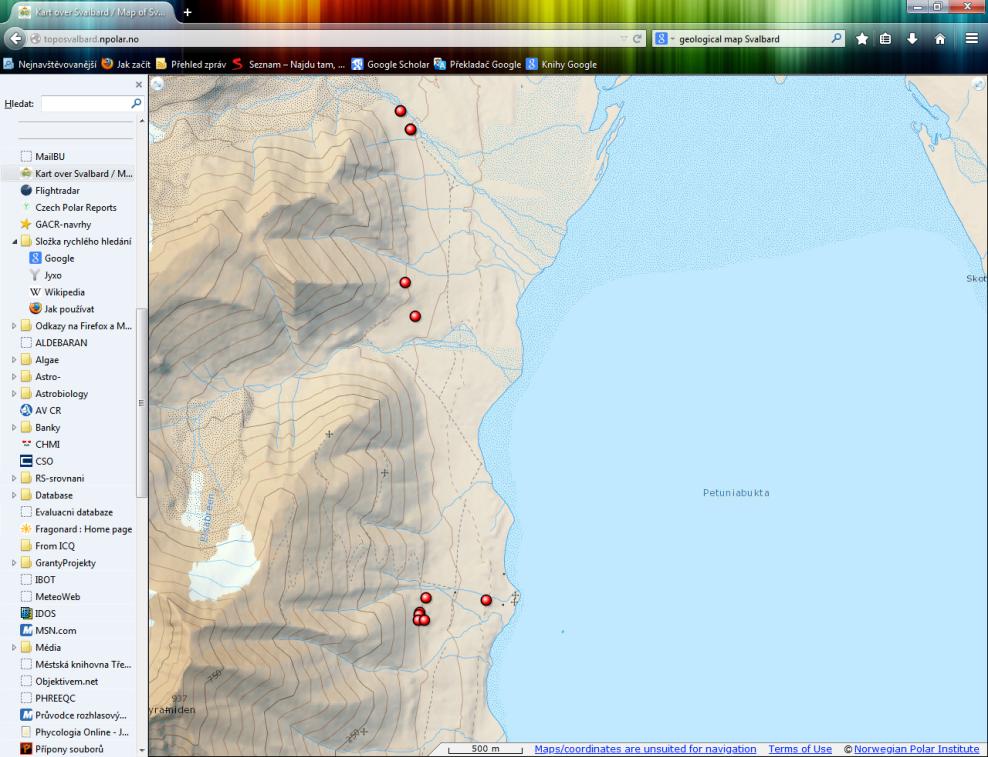 Kart over Svalbard / Map of Sv...
toposvalbard.npolar.no
geological map Svalbard
Nejnavštěvovanější Jak začít Přehled zpráv Seznam – Najdu tam, ... Google Scholar Překladač Google Knihy Google
Hledat:
MailBU
Kart over Svalbard / M...
Flightradar
Czech Polar Reports
GACR-navrhy
Složka rychlého hledání
Google
Jyxo
Wikipedia
Jak používat
Odkazy na Firefox a M...
ALDEBARAN
Algae
Astro-
Astrobiology
AV CR
Banky
CHMI
CSO
RS-srovnani
Database
Evaluacni databaze
Fragonard : Home page
From ICQ
GrantyProjekty
IBOT
MeteoWeb
IDOS
MSN.com
Média
Městská knihovna Tře...
Objektivem.net
PHREEQC
Průvodce rozhlasový...
Phycologia Online - J...
Přípony souborů
Skot
Petuniabukta
Elsabreen
750
937
yramiden
250
500 m
Maps/coordinates are unsuited for navigation Terms of Use © Norwegian Polar Institute